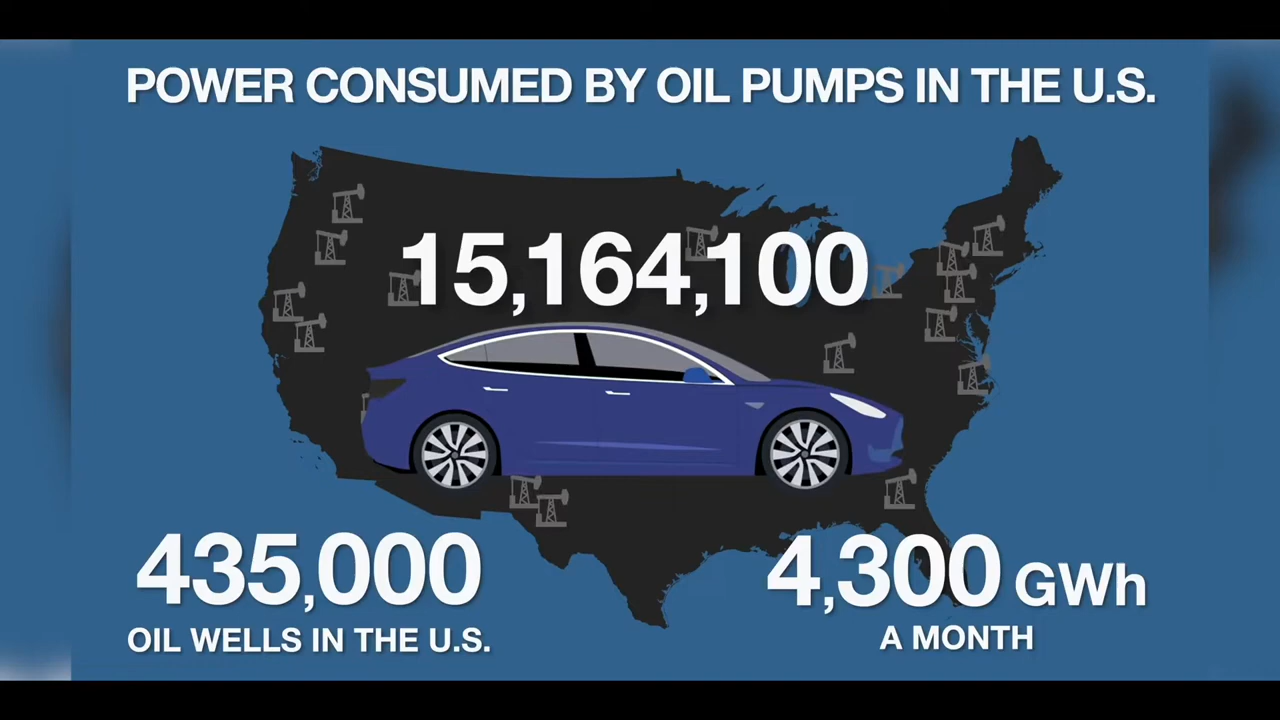 POWER CONSUMED BY OIL PUMPS IN THE U.S.
15,164,100
435,000
OIL WELLS IN THE U.S.
4,300 GWh
A MONTH